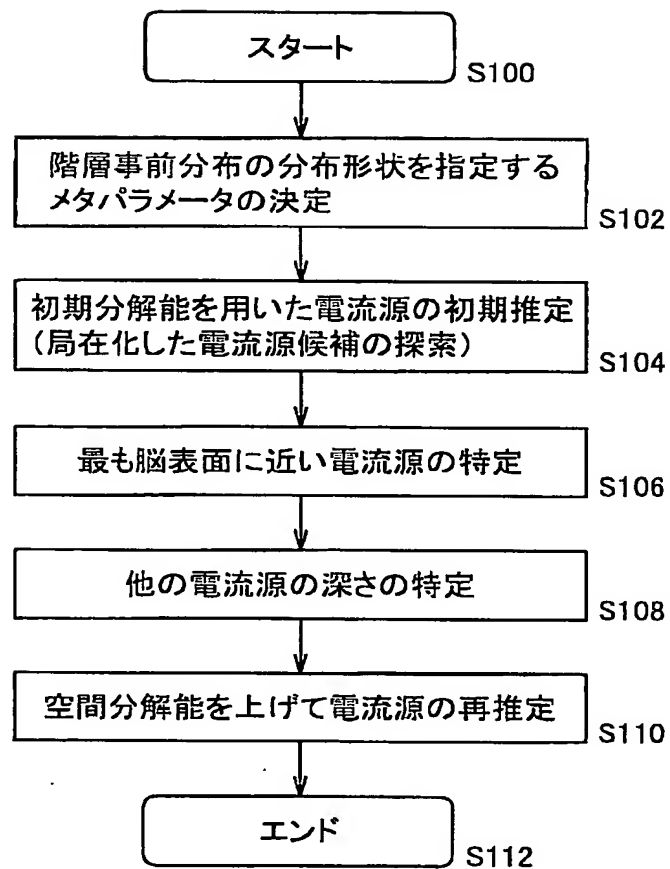 スタート
S100
階層事前分布の分布形状を指定する
メタパラメータの決定
S102
初期分解能を用いた電流源の初期推定
(局在化した電流源候補の探索)
S104
最も脳表面に近い電流源の特定
S106
他の電流源の深さの特定
S108
空間分解能を上げて電流源の再推定
S110
エンド
S112